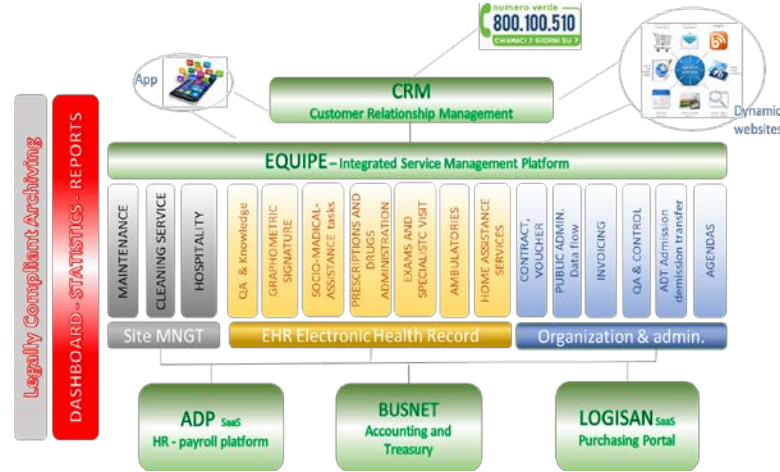 numero verde
800.100.510
CHIAMACI 7 GIORNI SU 7
App
CRM
Customer Relationship Management
Dynamic
websites
EQUIPE – Integrated Service Management Platform
Legally Compliant Archiving
DASHBOARD - STATISTICS - REPORTS
MAINTENANCE
CLEANING SERVICE
HOSPITALITY
QA & Knowledge
GRAPHOMETRIC
SIGNATURE
SOCIO-MADICAL-
ASSISTANCE tasks
PRESCRIPTIONS AND
DRUGS
ADMINISTRATION
EXAMS AND
SPECIALISTC VISIT
AMBULATORIES
HOME ASSISTANCE
SERVICES
CONTRACT,
VOUCHER
PUBLIC ADMIN.
Data flow
INVOICING
QA & CONTROL
ADT Admission
demission transfer
AGENDAS
Site MNGT
EHR Electronic Health Record
Organization & admin.
ADP SaaS
HR - payroll platform
BUSNET
Accounting and
Treasury
LOGISAN SaaS
Purchasing Portal